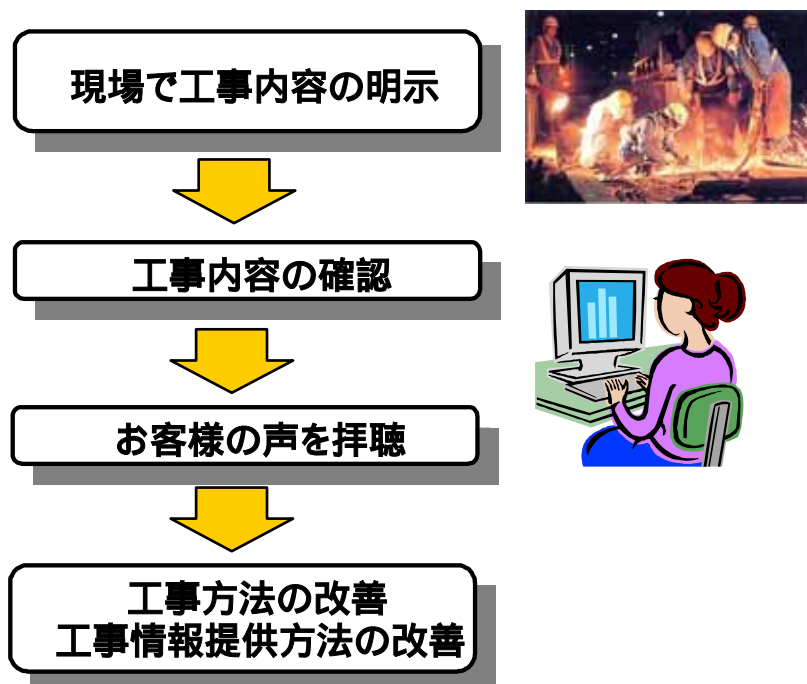 現場で工事内容の明示
工事内容の確認
お客様の声を拝聴
工事方法の改善
工事情報提供方法の改善